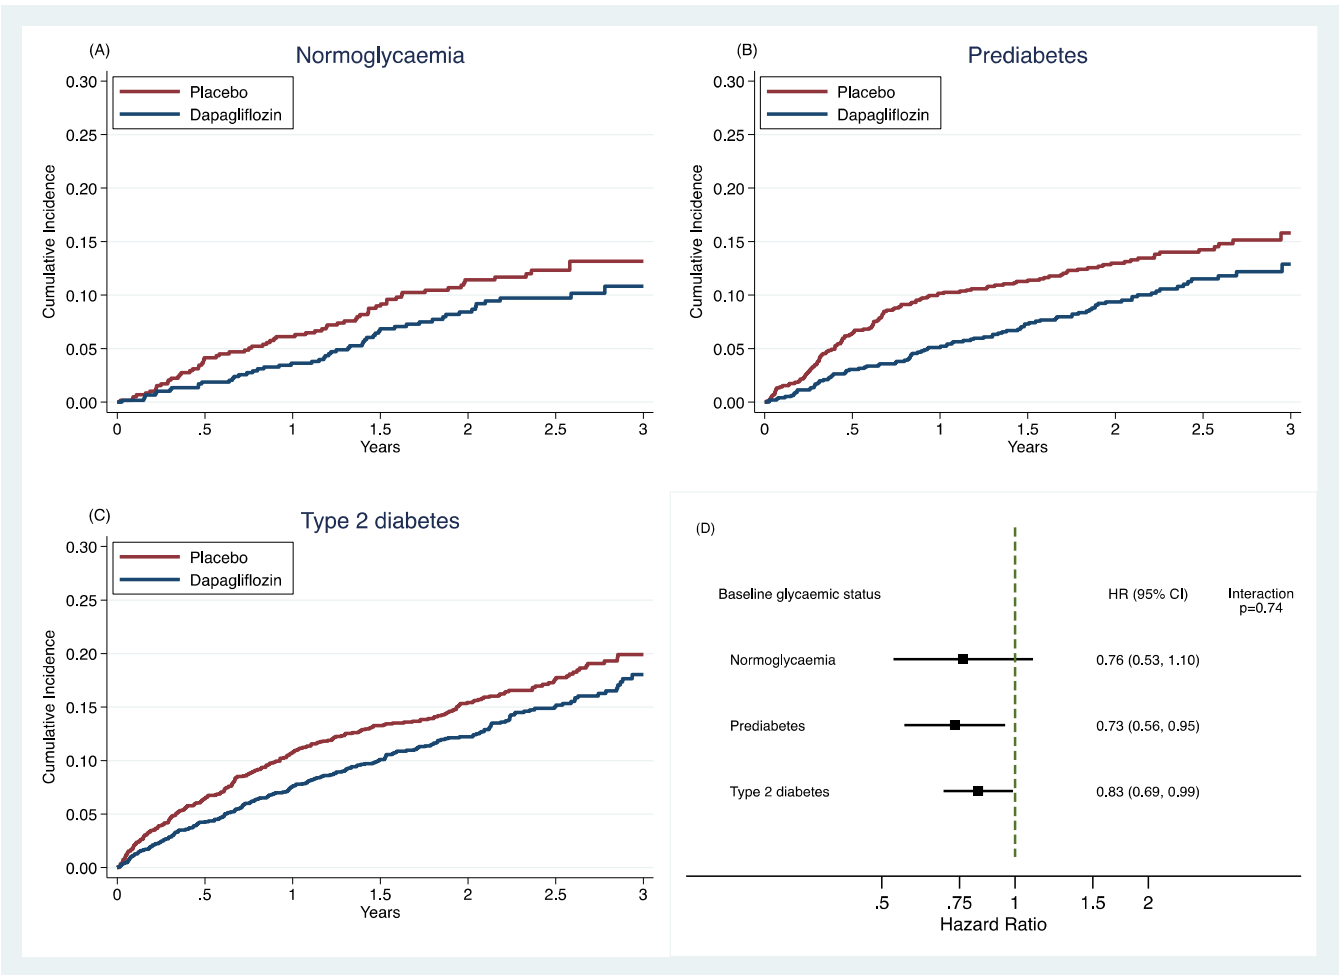 (A)
Normoglycaemia
Placebo
Dapagliflozin
Cumulative Incidence
0.30
0.25
0.20
0.15
0.10
0.05
0.00
0 .5 1 1.5 2 2.5 3
Years
(B)
Prediabetes
Placebo
Dapagliflozin
Cumulative Incidence
0.30
0.25
0.20
0.15
0.10
0.05
0.00
0 .5 1 1.5 2 2.5 3
Years
(C)
Type 2 diabetes
Placebo
Dapagliflozin
Cumulative Incidence
0.30
0.25
0.20
0.15
0.10
0.05
0.00
0 .5 1 1.5 2 2.5 3
Years
(D)
Baseline glycaemic status HR (95% CI) Interaction
p=0.74
Normoglycaemia 0.76 (0.53, 1.10)
Prediabetes 0.73 (0.56, 0.95)
Type 2 diabetes 0.83 (0.69, 0.99)
.5 .75 1 1.5 2
Hazard Ratio